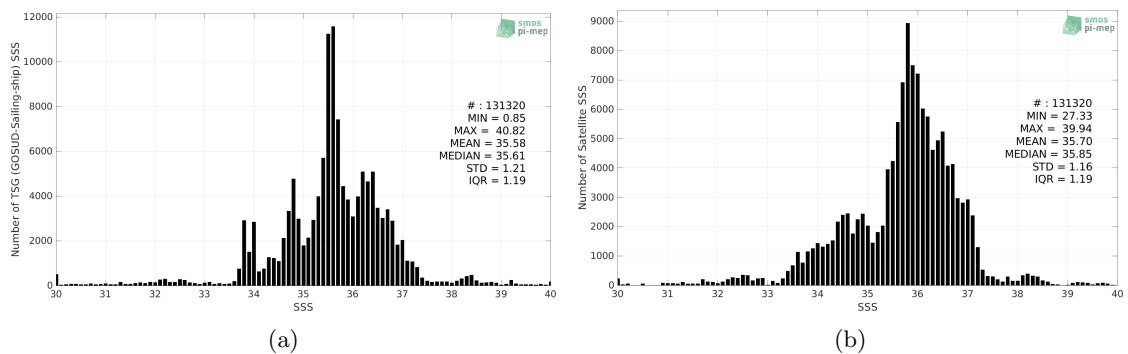 12000
10000
8000
6000
4000
2000
0
Number of TSG (GOSUD-Sailing-ship) SSS
smos
pi-mep
# : 131320
MIN = 0.85
MAX = 40.82
MEAN = 35.58
MEDIAN = 35.61
STD = 1.21
IQR = 1.19
30 31 32 33 34 35 36 37 38 39 40
SSS
(a)
9000
8000
7000
6000
5000
4000
3000
2000
1000
0
Number of Satellite SSS
smos
pi-mep
# : 131320
MIN = 27.33
MAX = 39.94
MEAN = 35.70
MEDIAN = 35.85
STD = 1.16
IQR = 1.19
30 31 32 33 34 35 36 37 38 39 40
SSS
(b)